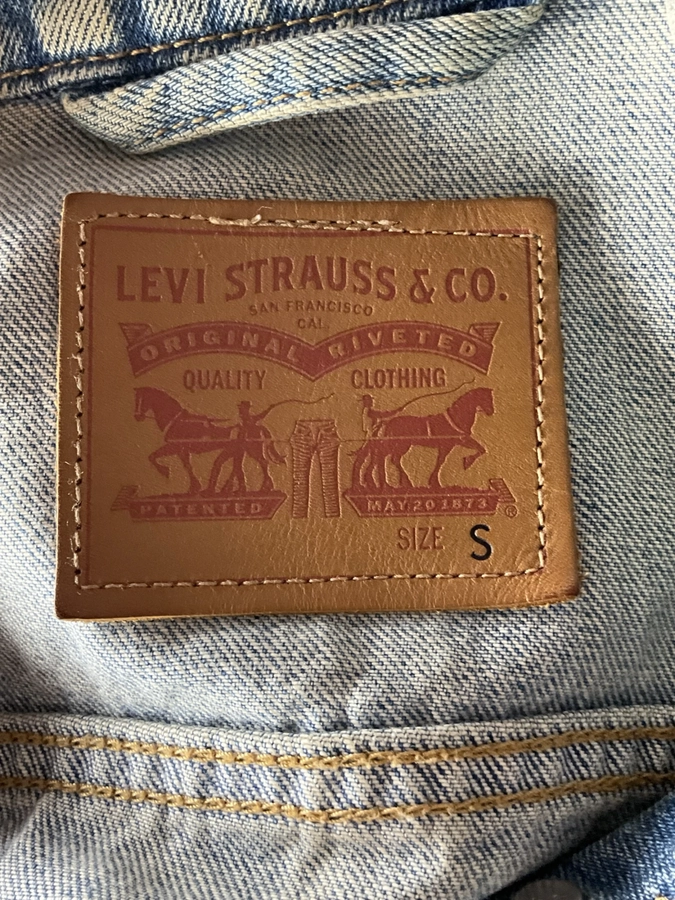 LEVI STRAUSS & CO.
SAN FRANCISCO
CAL.
ORIGINAL RIVETED
QUALITY CLOTHING
PATENTED MAY 20 1873 ®
SIZE S